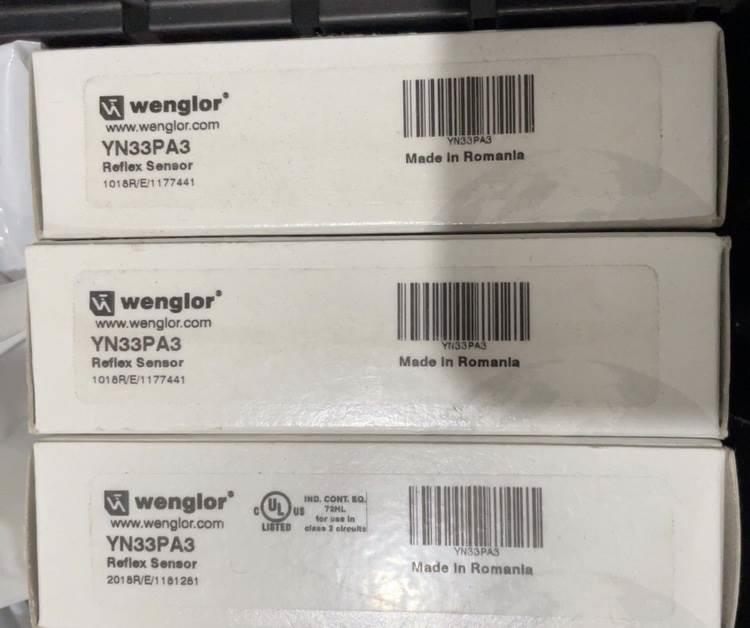 wenglor®
www.wenglor.com
YN33PA3
Reflex Sensor
1018R/E/1177441
YN33PA3
Made in Romania
wenglor®
www.wenglor.com
YN33PA3
Reflex Sensor
1018R/E/1177441
YN33PA3
Made in Romania
wenglor®
www.wenglor.com
YN33PA3
Reflex Sensor
2018R/E/1181281
C UL US
LISTED
IND. CONT. EQ.
72HL
for use in
class 2 circuits
YN33PA3
Made in Romania